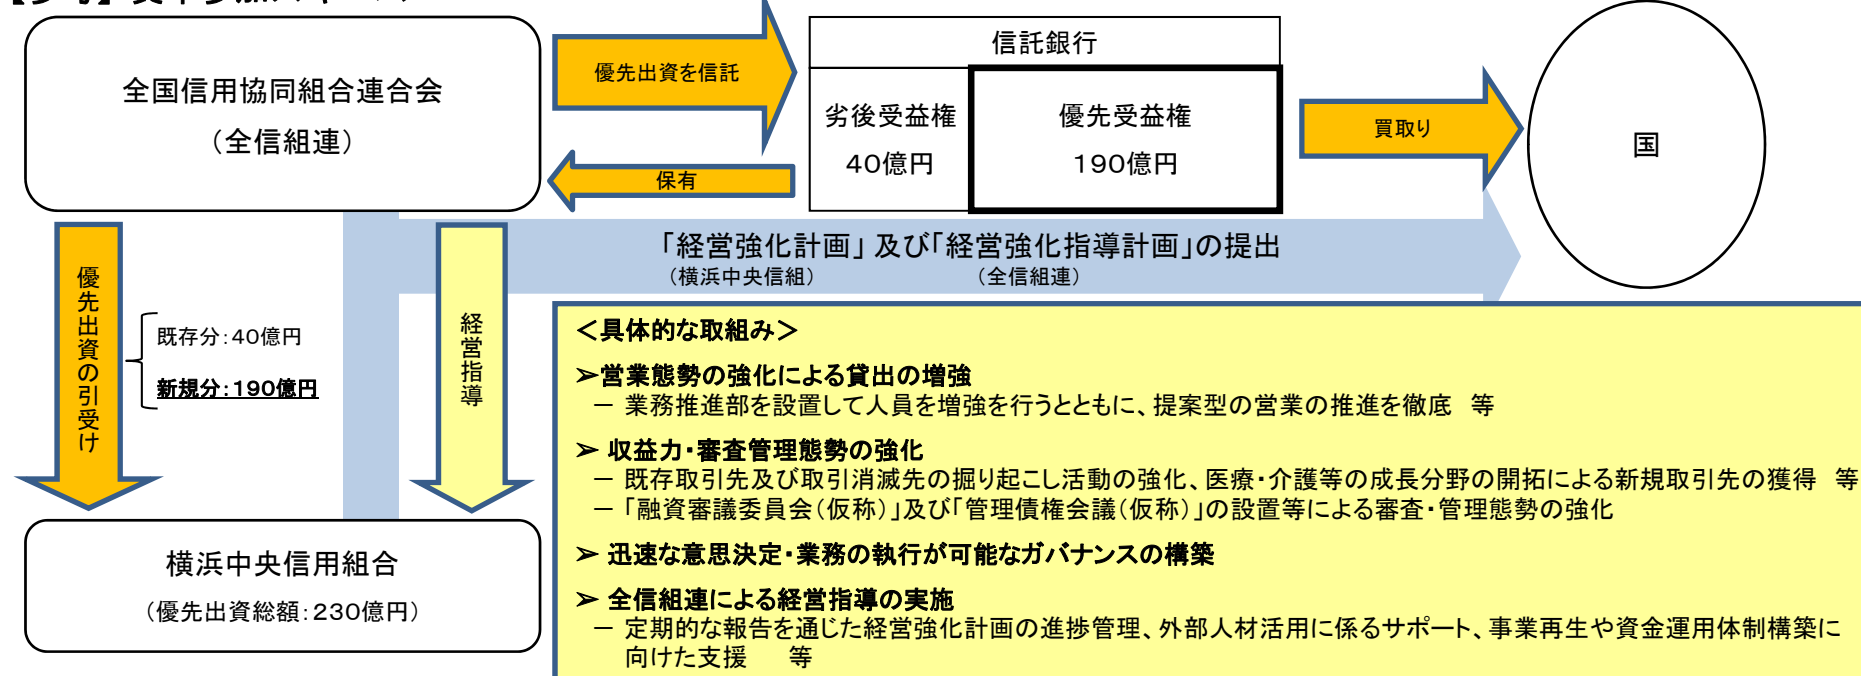 全国信用協同組合連合会
（全信組連）
優先出資を信託
保有
信託銀行
劣後受益権
40億円
優先受益権
190億円
買取り
国
「経営強化計画」及び「経営強化指導計画」の提出
（横浜中央信組）
（全信組連）
優先出資の引受け
既存分：40億円
新規分：190億円
経営指導
横浜中央信用組合
（優先出資総額：230億円）
＜具体的な取組み＞
➢営業態勢の強化による貸出の増強
－ 業務推進部を設置して人員を増強を行うとともに、提案型の営業の推進を徹底　等
➢ 収益力・審査管理態勢の強化
－ 既存取引先及び取引消滅先の掘り起こし活動の強化、医療・介護等の成長分野の開拓による新規取引先の獲得　等
－「融資審議委員会（仮称）」及び「管理債権会議（仮称）」の設置等による審査・管理態勢の強化
➢ 迅速な意思決定・業務の執行が可能なガバナンスの構築
➢ 全信組連による経営指導の実施
－ 定期的な報告を通じた経営強化計画の進捗管理、外部人材活用に係るサポート、事業再生や資金運用体制構築に
向けた支援　　等